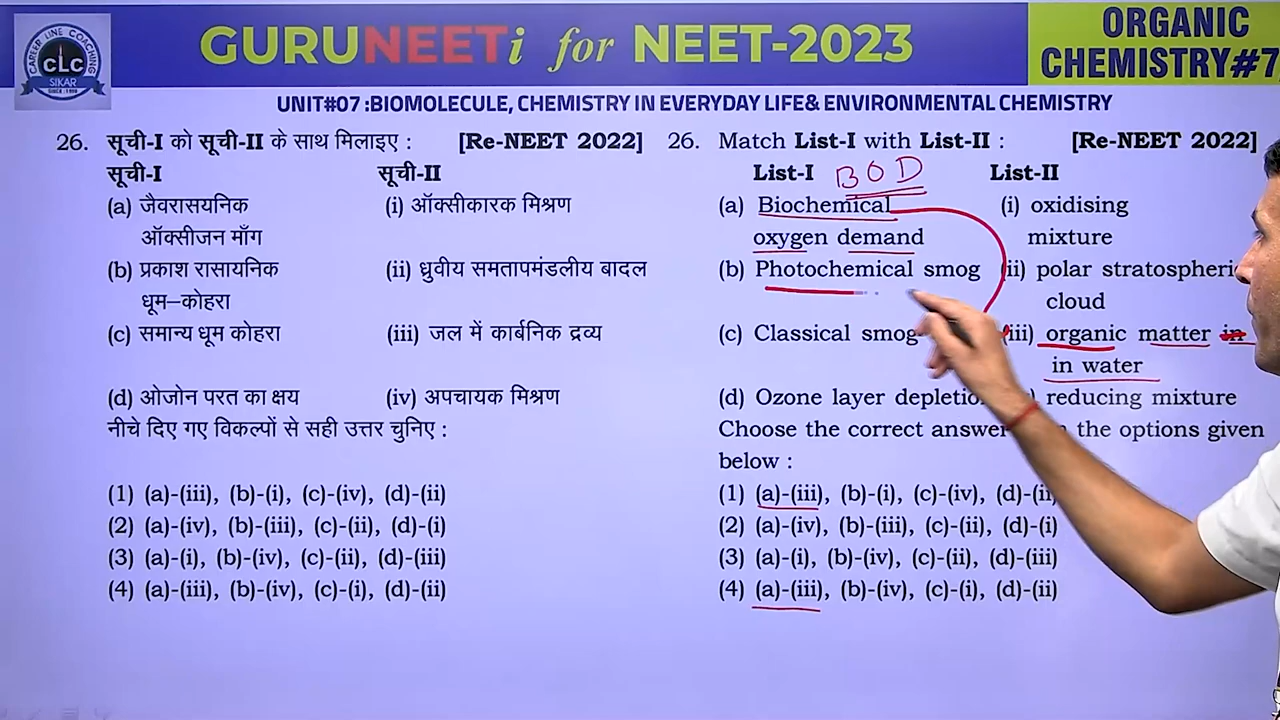 CAREER LINE COACHING
CLC
SIKAR
SINCE : 1996
GURUNEETi for NEET-2023
ORGANIC
CHEMISTRY#7
UNIT#07 :BIOMOLECULE, CHEMISTRY IN EVERYDAY LIFE& ENVIRONMENTAL CHEMISTRY
26. सूची-I को सूची-II के साथ मिलाइए : [Re-NEET 2022]
सूची-I सूची-II
(a) जैवरासयनिक (i) ऑक्सीकारक मिश्रण
ऑक्सीजन माँग
(b) प्रकाश रासायनिक (ii) ध्रुवीय समतापमंडलीय बादल
धूम–कोहरा
(c) समान्य धूम कोहरा (iii) जल में कार्बनिक द्रव्य
(d) ओजोन परत का क्षय (iv) अपचायक मिश्रण
नीचे दिए गए विकल्पों से सही उत्तर चुनिए :
(1) (a)-(iii), (b)-(i), (c)-(iv), (d)-(ii)
(2) (a)-(iv), (b)-(iii), (c)-(ii), (d)-(i)
(3) (a)-(i), (b)-(iv), (c)-(ii), (d)-(iii)
(4) (a)-(iii), (b)-(iv), (c)-(i), (d)-(ii)
26. Match List-I with List-II : [Re-NEET 2022]
List-I BOD List-II
(a) Biochemical (i) oxidising
oxygen demand mixture
(b) Photochemical smog (ii) polar stratospheri
cloud
(c) Classical smog (iii) organic matter in
in water
(d) Ozone layer depletio reducing mixture
Choose the correct answer the options given
below :
(1) (a)-(iii), (b)-(i), (c)-(iv), (d)-(ii)
(2) (a)-(iv), (b)-(iii), (c)-(ii), (d)-(i)
(3) (a)-(i), (b)-(iv), (c)-(ii), (d)-(iii)
(4) (a)-(iii), (b)-(iv), (c)-(i), (d)-(ii)